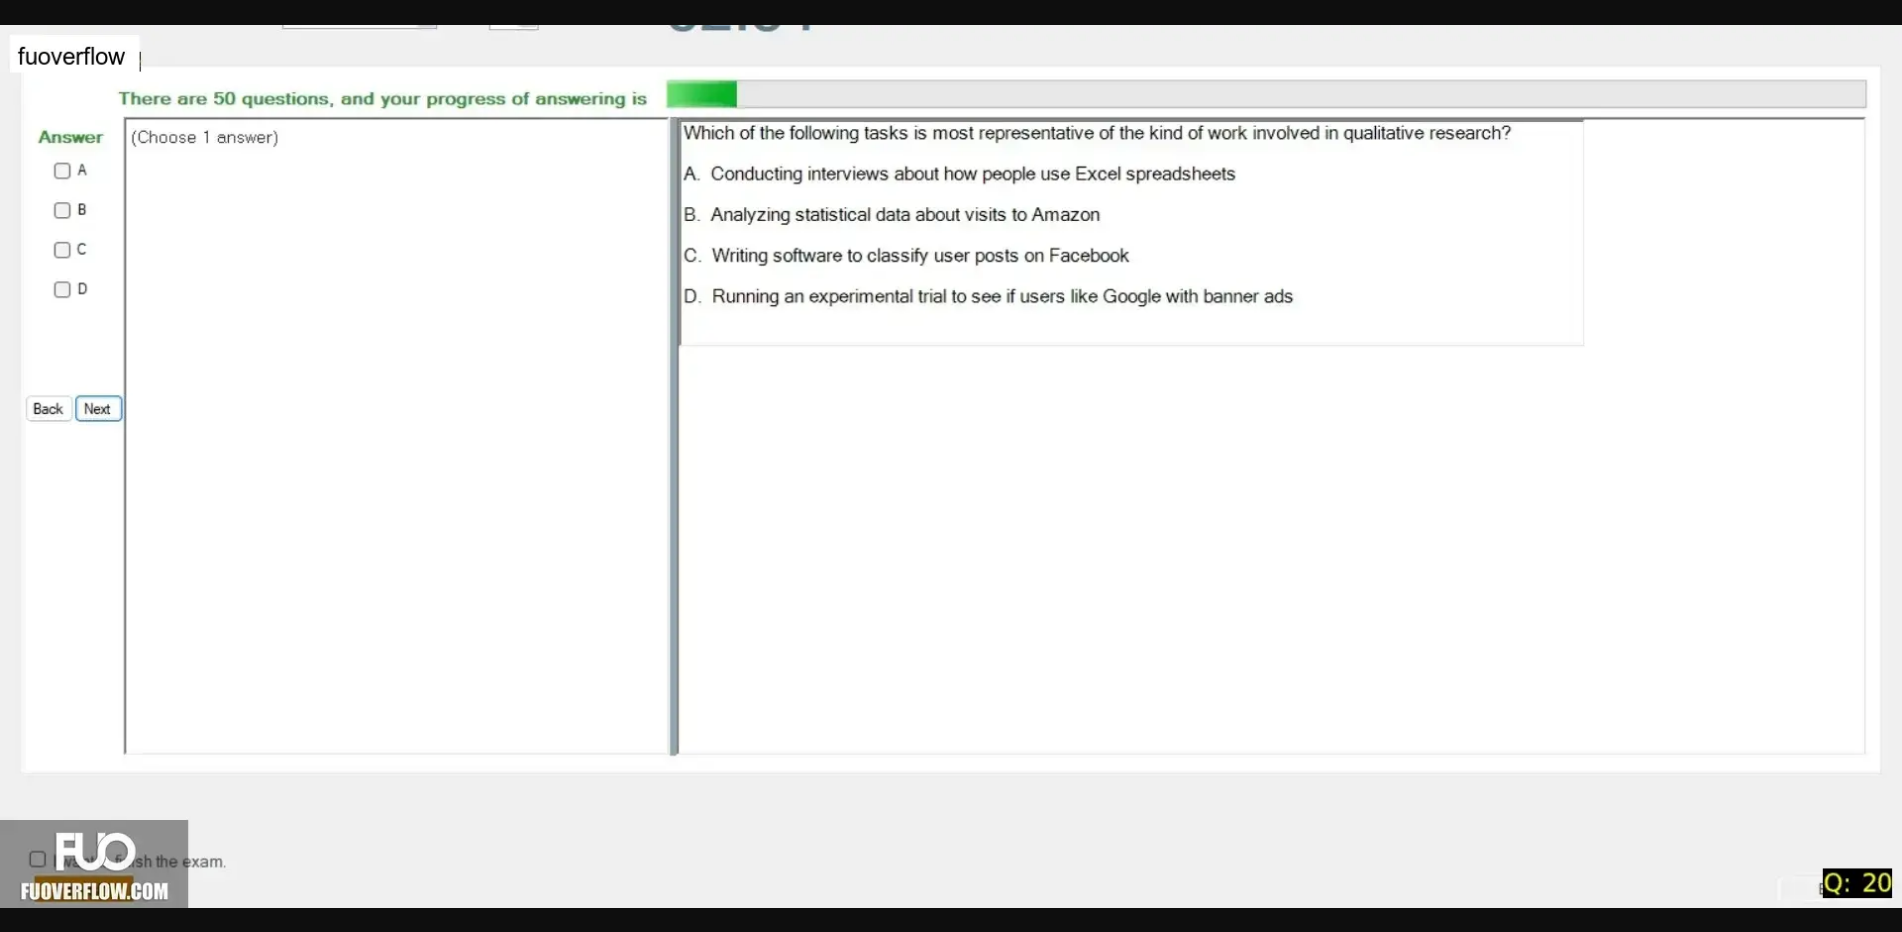 fuoverflow
There are 50 questions, and your progress of answering is
Answer
(Choose 1 answer)
A
B
C
D
Back
Next
Which of the following tasks is most representative of the kind of work involved in qualitative research?
A. Conducting interviews about how people use Excel spreadsheets
B. Analyzing statistical data about visits to Amazon
C. Writing software to classify user posts on Facebook
D. Running an experimental trial to see if users like Google with banner ads
the exam.
FUO
FUOVERFLOW.COM
Q: 20